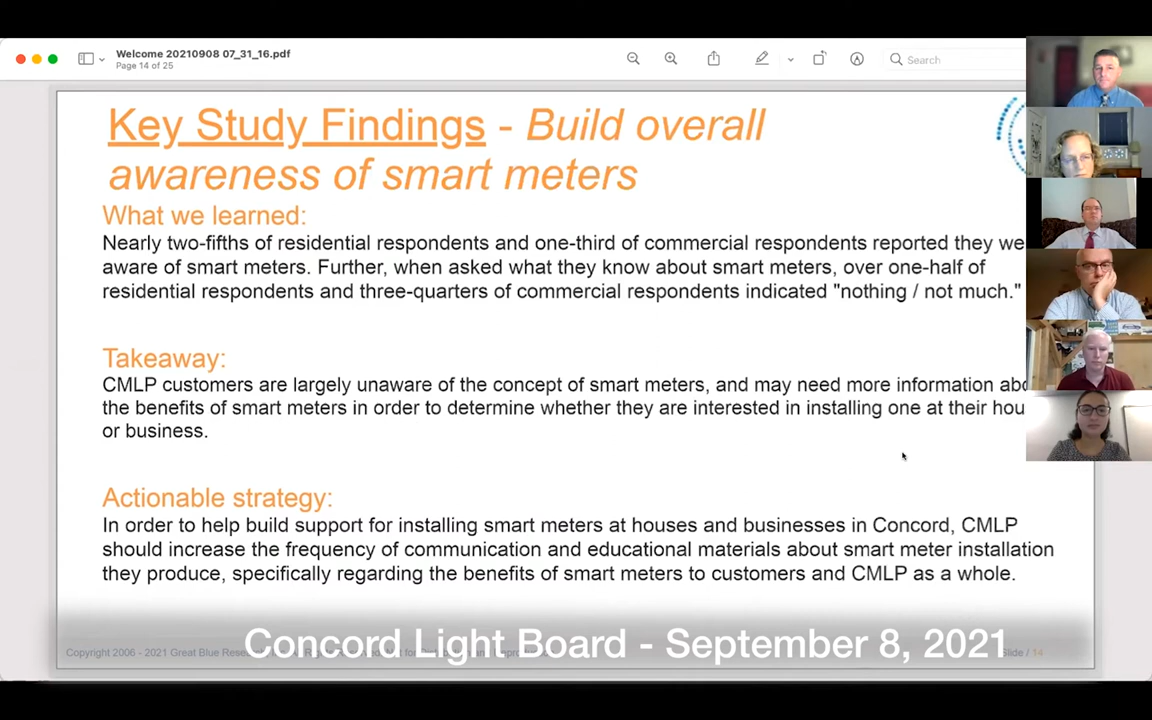 Welcome 20210908 07_31_16.pdf
Page 14 of 25
Search
Key Study Findings - Build overall
awareness of smart meters
What we learned:
Nearly two-fifths of residential respondents and one-third of commercial respondents reported they we
aware of smart meters. Further, when asked what they know about smart meters, over one-half of
residential respondents and three-quarters of commercial respondents indicated "nothing / not much."
Takeaway:
CMLP customers are largely unaware of the concept of smart meters, and may need more information abo
the benefits of smart meters in order to determine whether they are interested in installing one at their hou
or business.
Actionable strategy:
In order to help build support for installing smart meters at houses and businesses in Concord, CMLP
should increase the frequency of communication and educational materials about smart meter installation
they produce, specifically regarding the benefits of smart meters to customers and CMLP as a whole.
Concord Light Board - September 8, 2021
Copyright 2006 - 2021 Great Blue Slide / 14